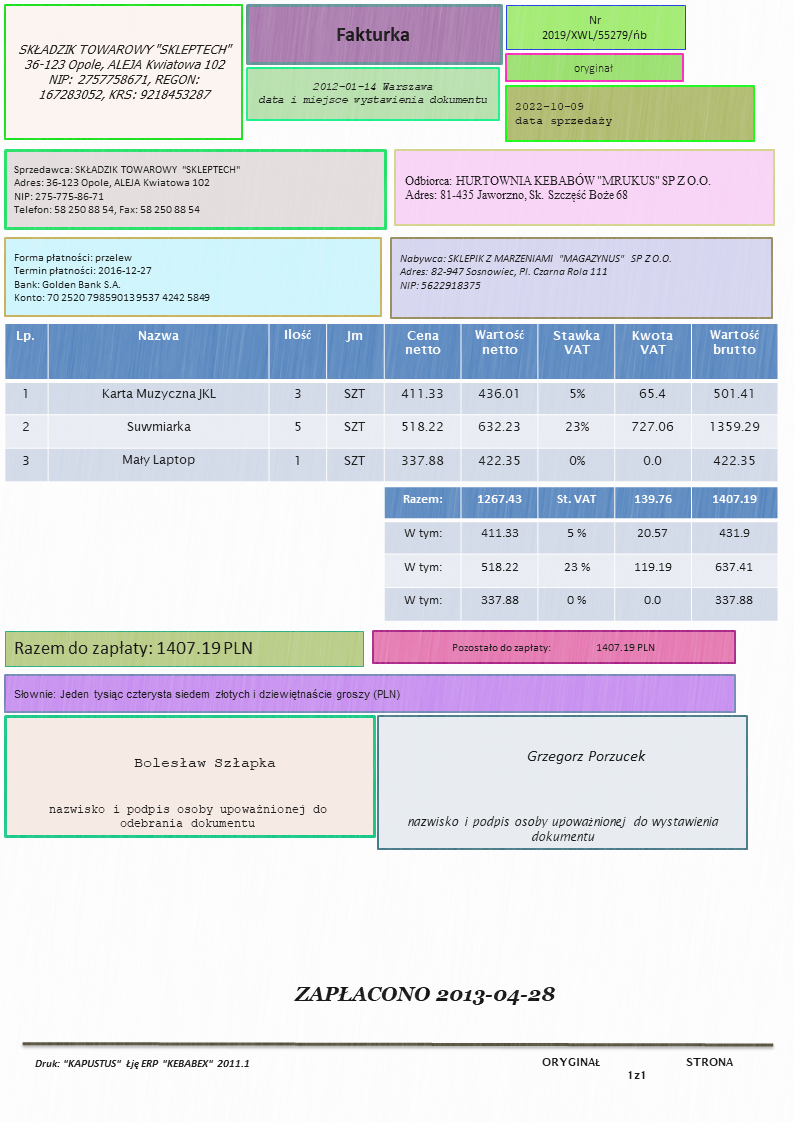 SKŁADZIK TOWAROWY "SKLEPTECH"
36-123 Opole, ALEJA Kwiatowa 102
NIP: 2757758671, REGON:
167283052, KRS: 9218453287
Fakturka
2012-01-14 Warszawa
data i miejsce wystawienia dokumentu
Nr
2019/XWL/55279/ńb
oryginał
2022-10-09
data sprzedaży
Sprzedawca: SKŁADZIK TOWAROWY "SKLEPTECH"
Adres: 36-123 Opole, ALEJA Kwiatowa 102
NIP: 275-775-86-71
Telefon: 58 250 88 54, Fax: 58 250 88 54
Odbiorca: HURTOWNIA KEBABÓW "MRUKUS" SP Z O.O.
Adres: 81-435 Jaworzno, Sk. Szczęść Boże 68
Forma płatności: przelew
Termin płatności: 2016-12-27
Bank: Golden Bank S.A.
Konto: 70 2520 798590139537 4242 5849
Nabywca: SKLEPIK Z MARZENIAMI "MAGAZYNUS" SP Z O.O.
Adres: 82-947 Sosnowiec, Pl. Czarna Rola 111
NIP: 5622918375
Lp. Nazwa Ilość Jm Cena netto Wartość netto Stawka VAT Kwota VAT Wartość brutto
1 Karta Muzyczna JKL 3 SZT 411.33 436.01 5% 65.4 501.41
2 Suwmiarka 5 SZT 518.22 632.23 23% 727.06 1359.29
3 Mały Laptop 1 SZT 337.88 422.35 0% 0.0 422.35
Razem: 1267.43 St. VAT 139.76 1407.19
W tym: 411.33 5 % 20.57 431.9
W tym: 518.22 23 % 119.19 637.41
W tym: 337.88 0 % 0.0 337.88
Razem do zapłaty: 1407.19 PLN
Pozostało do zapłaty: 1407.19 PLN
Słownie: Jeden tysiąc czterysta siedem złotych i dziewiętnaście groszy (PLN)
Bolesław Szłapka
nazwisko i podpis osoby upoważnionej do
odebrania dokumentu
Grzegorz Porzucek
nazwisko i podpis osoby upoważnionej do wystawienia
dokumentu
ZAPŁACONO 2013-04-28
Druk: "KAPUSTUS" Łję ERP "KEBABEX" 2011.1
ORYGINAŁ STRONA
1 z 1